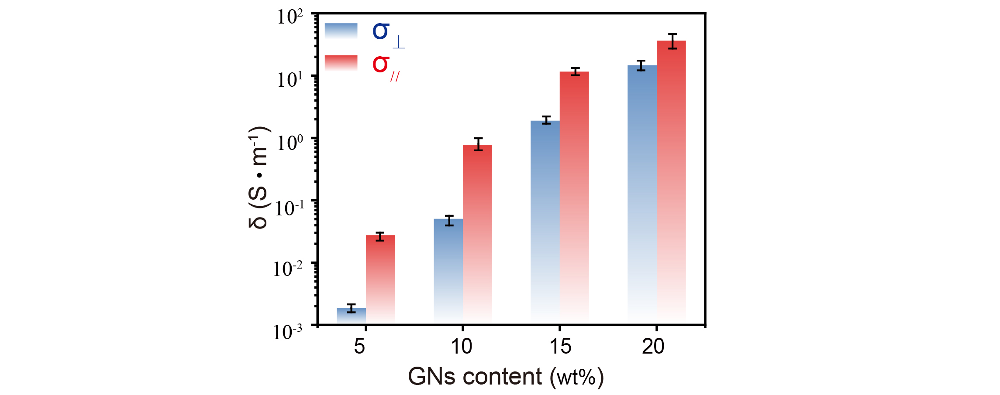 10²
σ⊥
σ//
10¹
10⁰
10⁻¹
10⁻²
10⁻³
δ (S • m⁻¹)
5 10 15 20
GNs content (wt%)